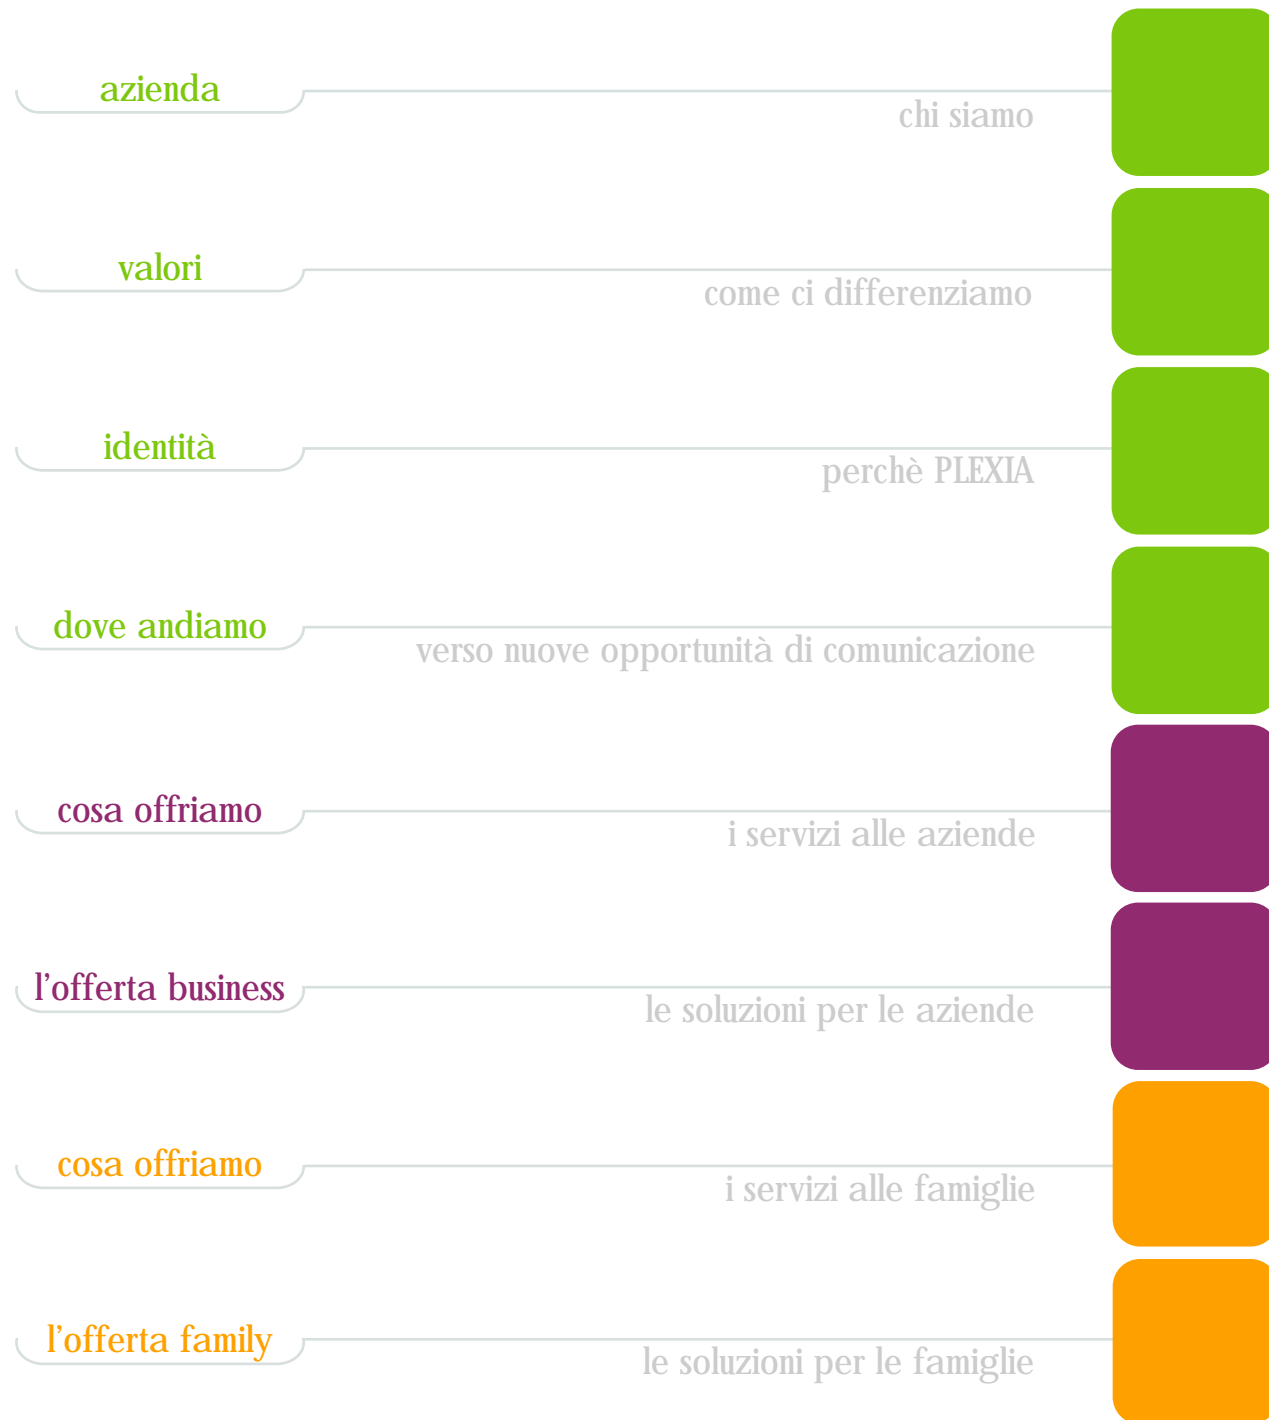 azienda
chi siamo
valori
come ci differenziamo
identità
perchè PLEXIA
dove andiamo
verso nuove opportunità di comunicazione
cosa offriamo
i servizi alle aziende
l’offerta business
le soluzioni per le aziende
cosa offriamo
i servizi alle famiglie
l’offerta family
le soluzioni per le famiglie